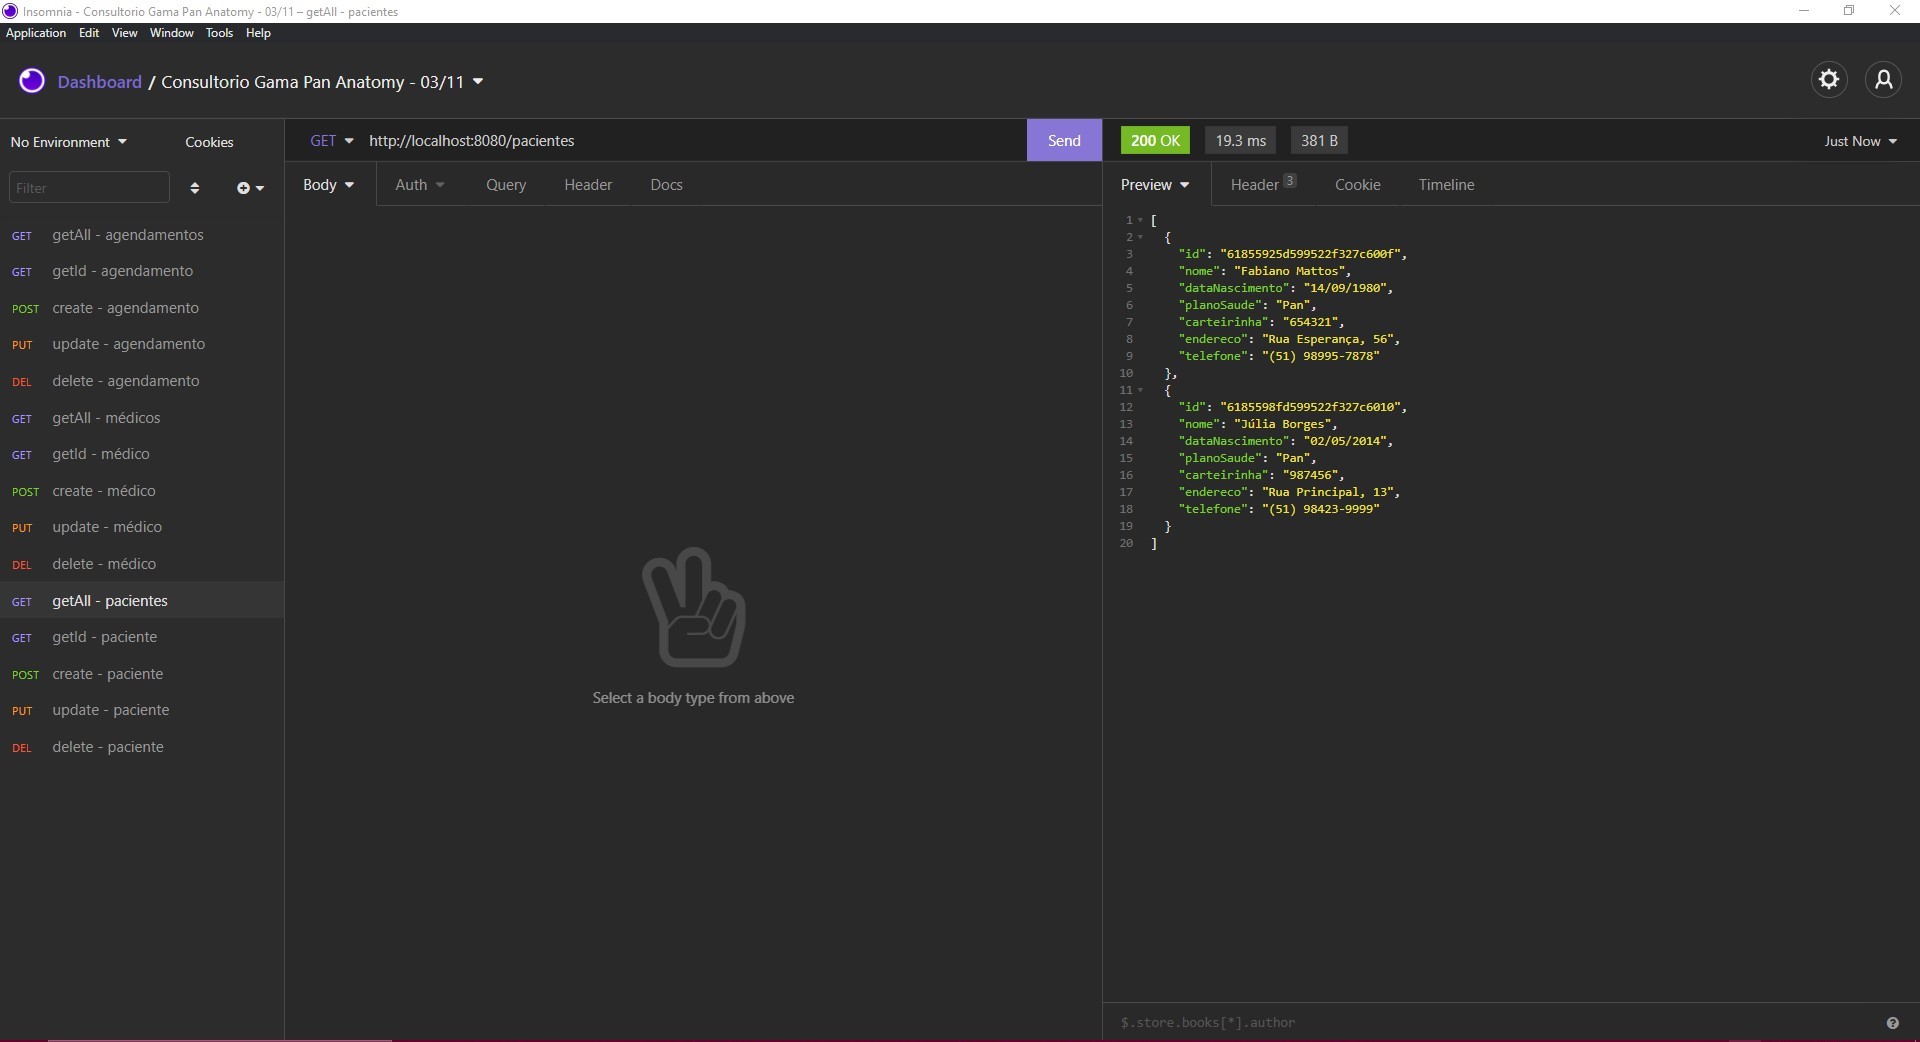 Insomnia - Consultorio Gama Pan Anatomy - 03/11 – getAll - pacientes
Application Edit View Window Tools Help
Dashboard / Consultorio Gama Pan Anatomy - 03/11
No Environment Cookies
Filter
GET getAll - agendamentos
GET getId - agendamento
POST create - agendamento
PUT update - agendamento
DEL delete - agendamento
GET getAll - médicos
GET getId - médico
POST create - médico
PUT update - médico
DEL delete - médico
GET getAll - pacientes
GET getId - paciente
POST create - paciente
PUT update - paciente
DEL delete - paciente
GET http://localhost:8080/pacientes Send
Body Auth Query Header Docs
Select a body type from above
200 OK 19.3 ms 381 B Just Now
Preview Header 3 Cookie Timeline
1 [
2 {
3 "id": "61855925d599522f327c600f",
4 "nome": "Fabiano Mattos",
5 "dataNascimento": "14/09/1980",
6 "planoSaude": "Pan",
7 "carteirinha": "654321",
8 "endereco": "Rua Esperança, 56",
9 "telefone": "(51) 98995-7878"
10 },
11 {
12 "id": "6185598fd599522f327c6010",
13 "nome": "Júlia Borges",
14 "dataNascimento": "02/05/2014",
15 "planoSaude": "Pan",
16 "carteirinha": "987456",
17 "endereco": "Rua Principal, 13",
18 "telefone": "(51) 98423-9999"
19 }
20 ]
$.store.books[*].author